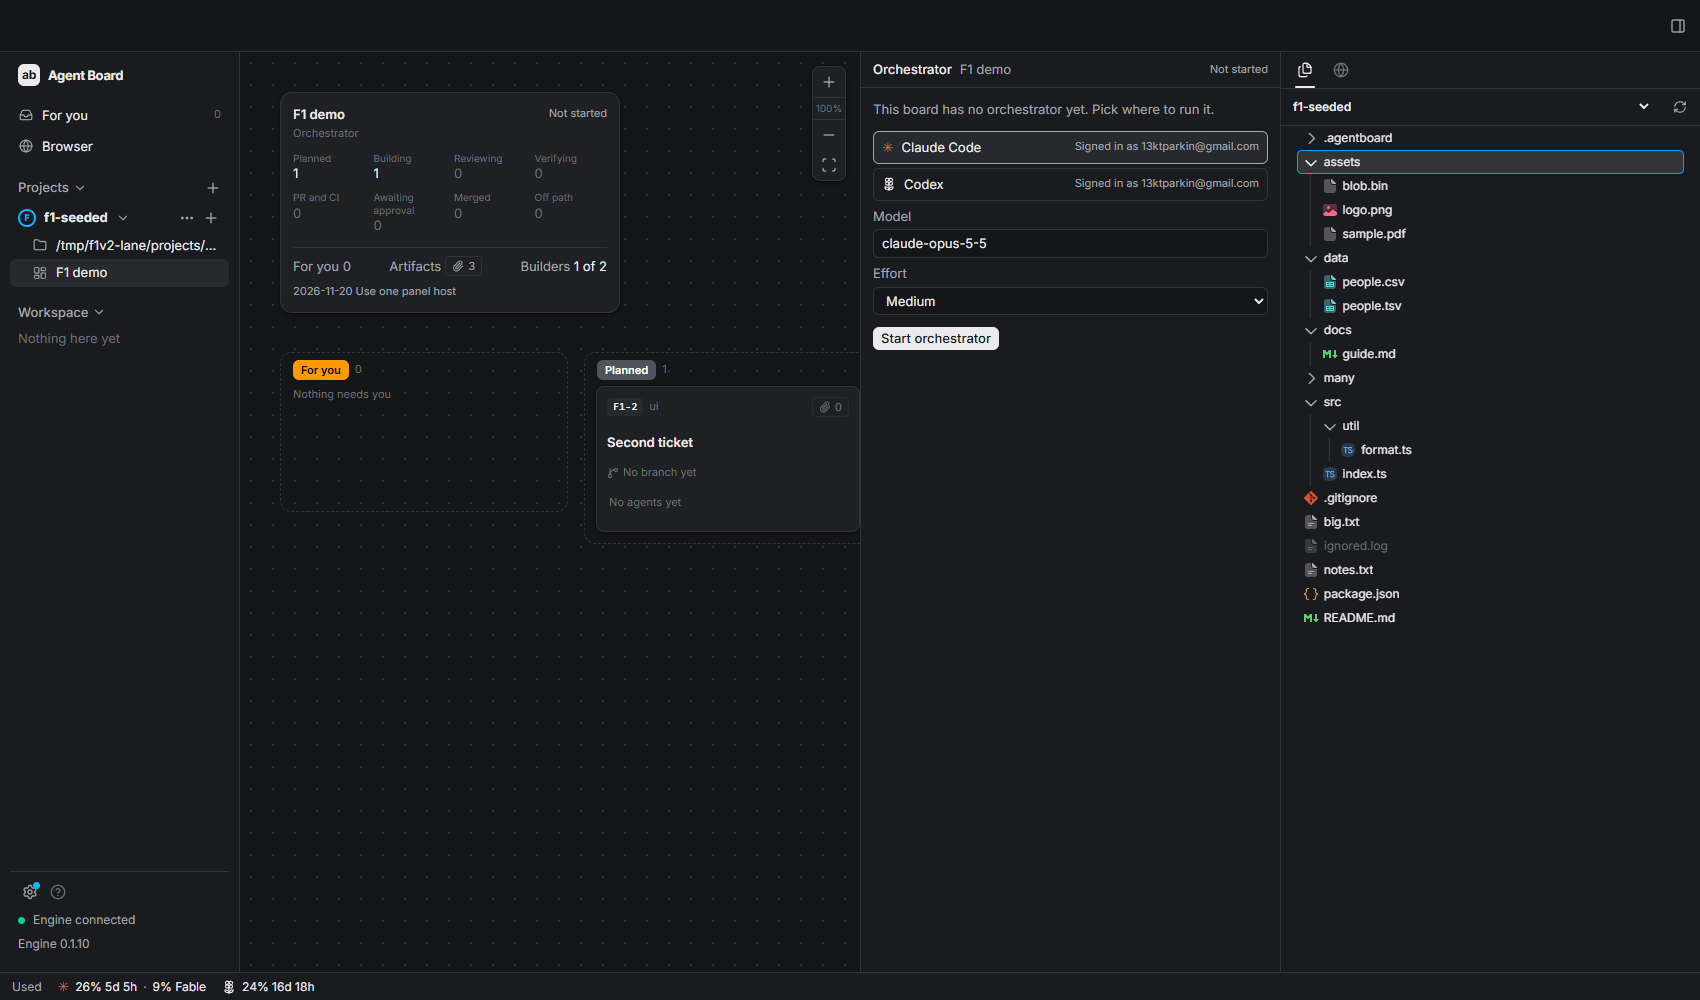 ab Agent Board
For you 0
Browser
Projects
F f1-seeded
/tmp/f1v2-lane/projects/...
F1 demo
Workspace
Nothing here yet
Engine connected
Engine 0.1.10
F1 demo Not started
Orchestrator
Planned Building Reviewing Verifying
1 1 0 0
PR and CI Awaiting approval Merged Off path
0 0 0 0
For you 0 Artifacts 3 Builders 1 of 2
2026-11-20 Use one panel host
100%
For you 0
Nothing needs you
Planned 1
F1-2 ui 0
Second ticket
No branch yet
No agents yet
Orchestrator F1 demo Not started
This board has no orchestrator yet. Pick where to run it.
Claude Code Signed in as 13ktparkin@gmail.com
Codex Signed in as 13ktparkin@gmail.com
Model
claude-opus-5-5
Effort
Medium
Start orchestrator
f1-seeded
.agentboard
assets
blob.bin
logo.png
sample.pdf
data
people.csv
people.tsv
docs
M↓ guide.md
many
src
util
TS format.ts
TS index.ts
.gitignore
big.txt
ignored.log
notes.txt
{} package.json
M↓ README.md
Used 26% 5d 5h · 9% Fable 24% 16d 18h